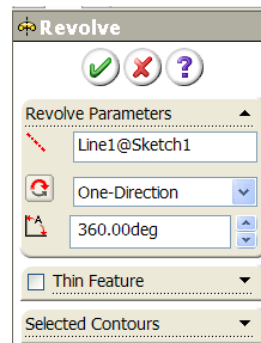 Revolve
?
Revolve Parameters
Line1@Sketch1
One-Direction
A
360.00deg
Thin Feature
Selected Contours